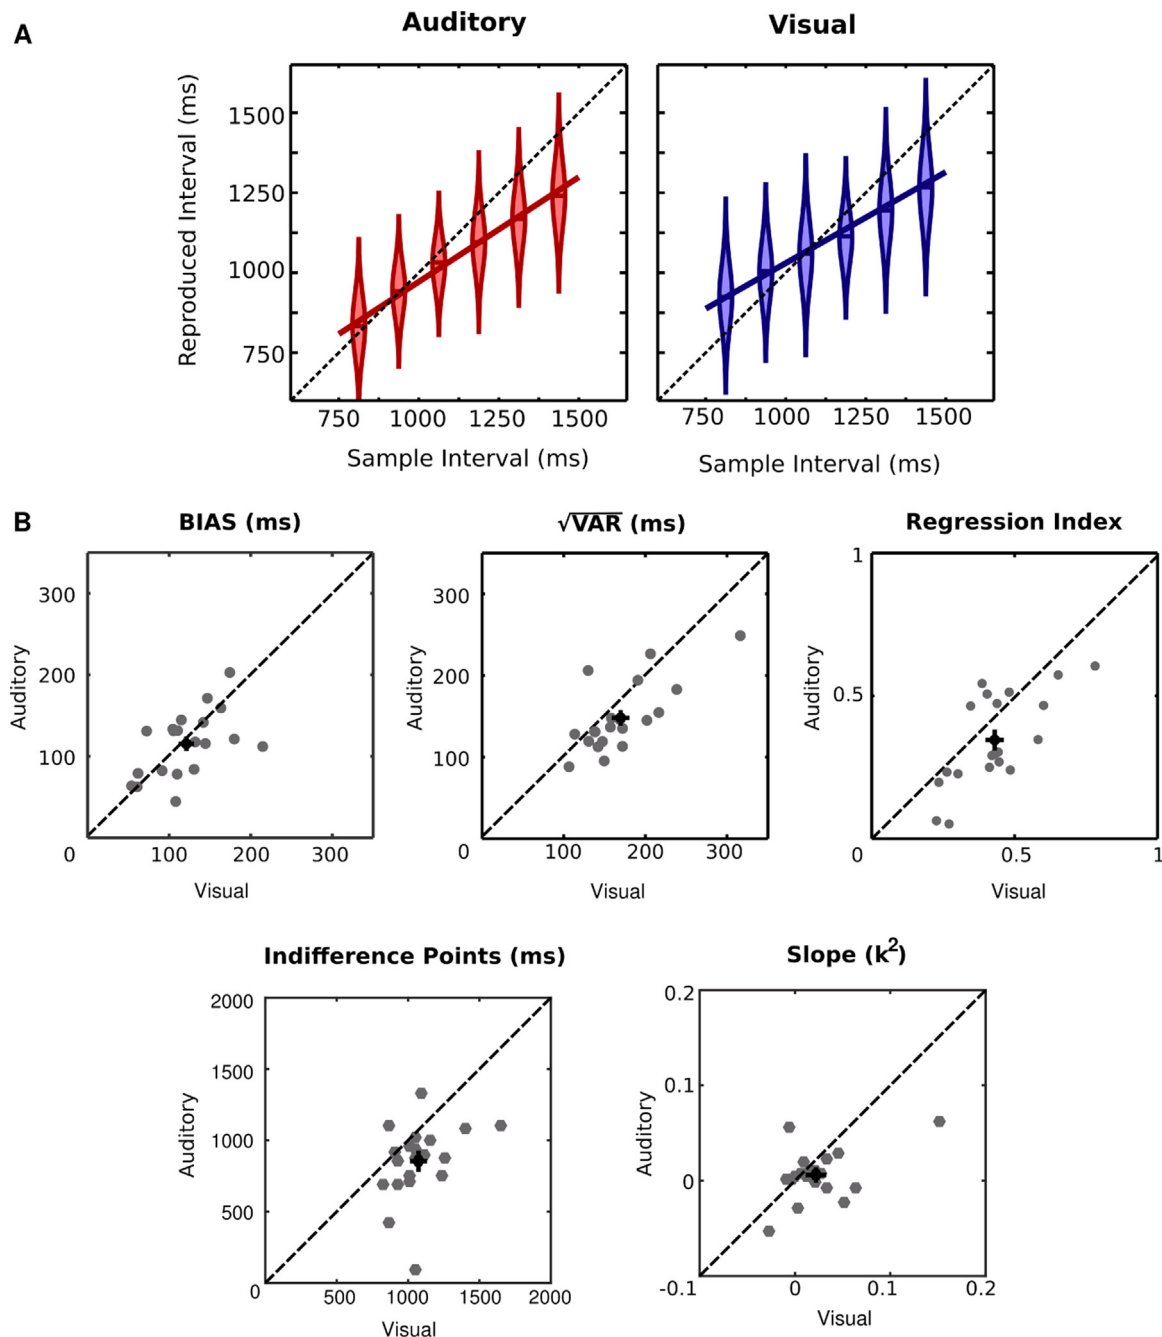 A
Auditory
Visual
Reproduced Interval (ms)
1500
1250
1000
750
750 1000 1250 1500
750 1000 1250 1500
Sample Interval (ms)
Sample Interval (ms)
B
BIAS (ms)
√VAR (ms)
Regression Index
Auditory
300
200
100
0
100 200 300
Visual
Auditory
300
200
100
0
100 200 300
Visual
Auditory
1
0.5
0
0.5
1
Visual
Indifference Points (ms)
Slope (k²)
Auditory
2000
1500
1000
500
0
500 1000 1500 2000
Visual
Auditory
0.2
0.1
0
-0.1
0
0.1
0.2
Visual